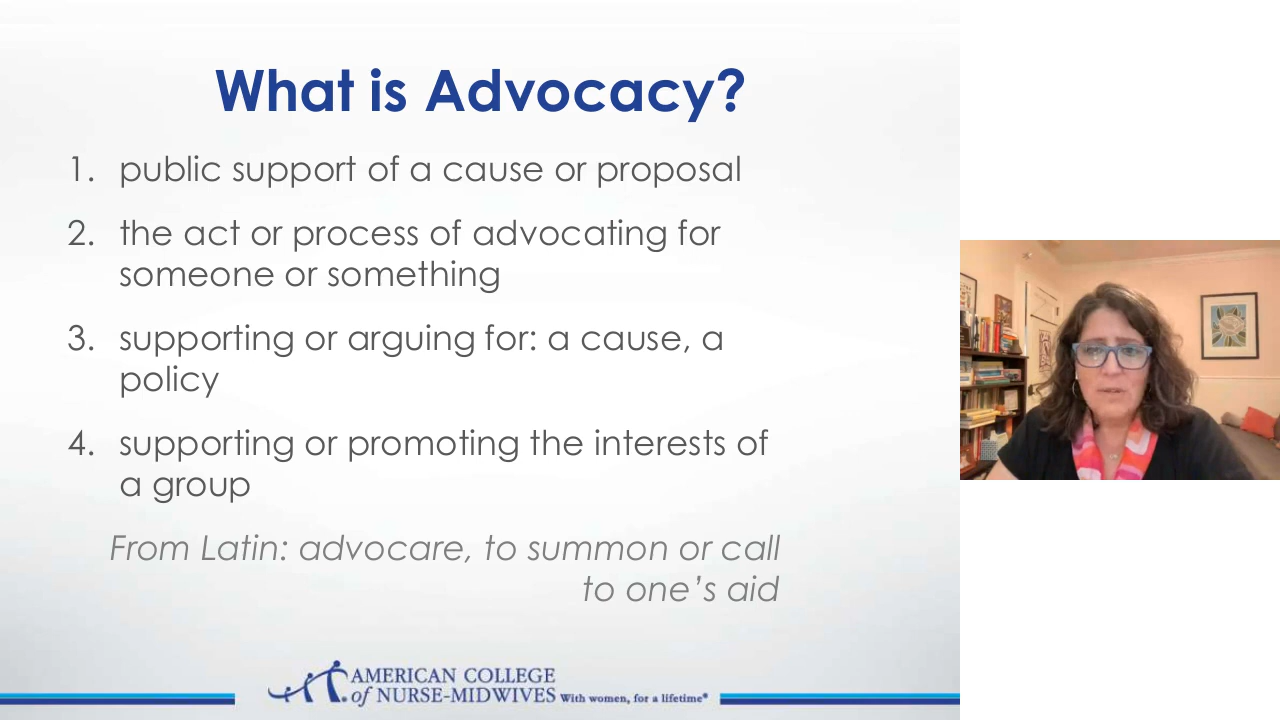 What is Advocacy?
1. public support of a cause or proposal
2. the act or process of advocating for
someone or something
3. supporting or arguing for: a cause, a
policy
4. supporting or promoting the interests of
a group
From Latin: advocare, to summon or call
to one’s aid
AMERICAN COLLEGE
of NURSE-MIDWIVES With women, for a lifetime®